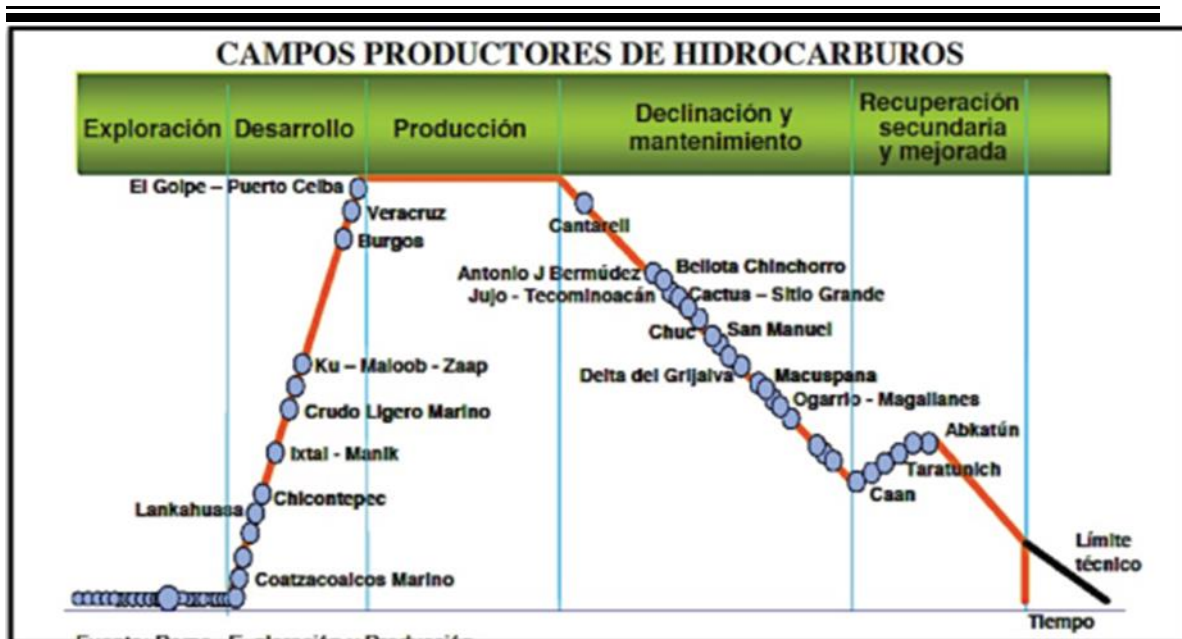 CAMPOS PRODUCTORES DE HIDROCARBUROS
Exploración
Desarrollo
Producción
Declinación y
mantenimiento
Recuperación
secundaria
y mejorada
El Golpe – Puerto Ceiba
Veracruz
Burgos
Cantarell
Antonio J Bermúdez
Bellota Chinchorro
Jujo - Tecominoacán
Cactus – Sitio Grande
Chuc
San Manuel
Ku – Maloob - Zaap
Delta del Grijalva
Macuspana
Crudo Ligero Marino
Ogarrio - Magallanes
Abkatún
Ixtal - Manik
Taratunich
Chicontepec
Caan
Lankahuasa
Límite
técnico
Coatzacoalcos Marino
Tiempo